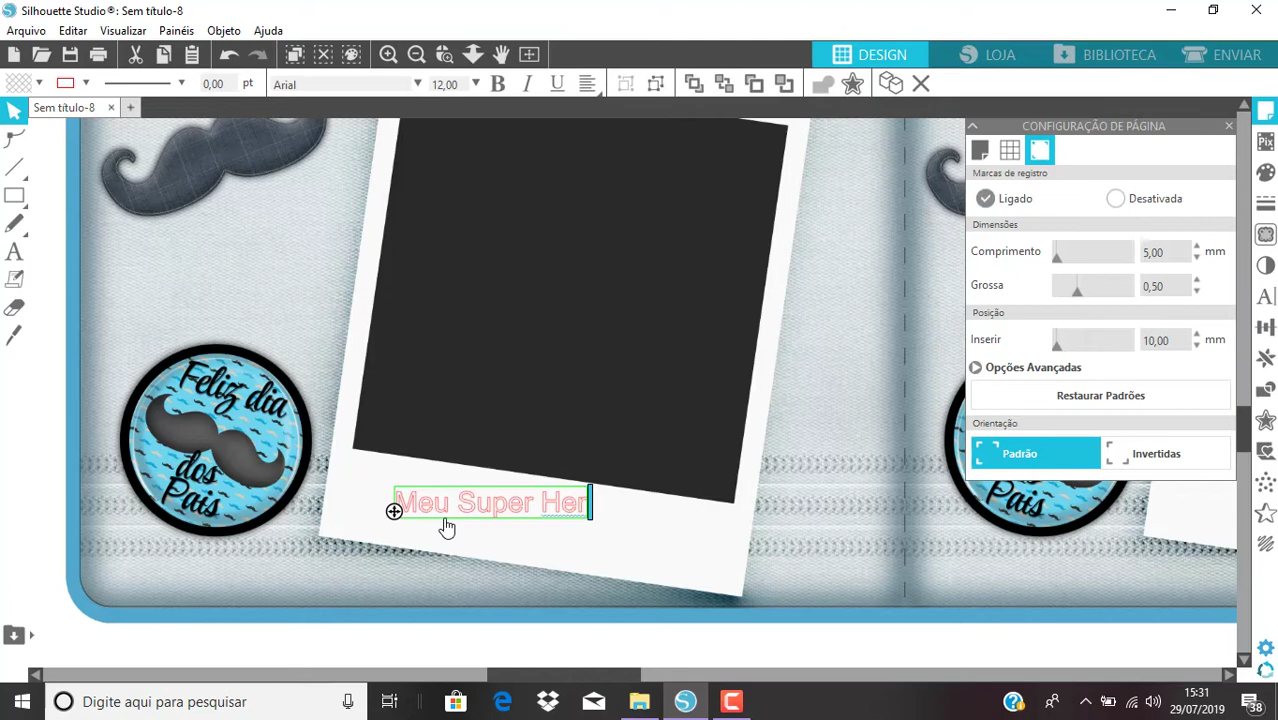 Silhouette Studio®: Sem título-8
Arquivo Editar Visualizar Painéis Objeto Ajuda
DESIGN LOJA BIBLIOTECA ENVIAR
0,00 pt Arial 12,00 B I U
Sem título-8
CONFIGURAÇÃO DE PÁGINA
Pix
Marcas de registro
Ligado Desativada
Dimensões
Comprimento 5,00 mm
Grossa 0,50 mm
Posição
Inserir 10,00 mm
Opções Avançadas
Restaurar Padrões
Orientação
Padrão Invertidas
Feliz dia
dos
Pais
Meu Super Her
Digite aqui para pesquisar
15:31
29/07/2019
38